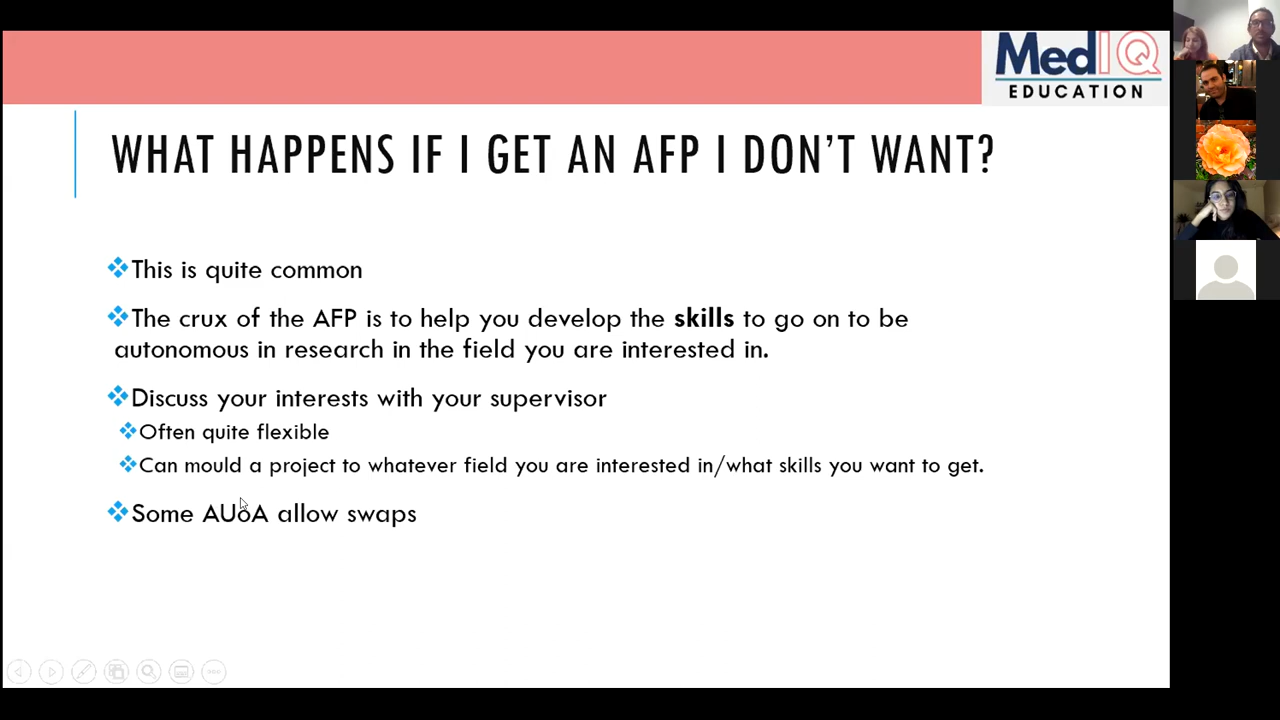 MedIQ
EDUCATION
WHAT HAPPENS IF I GET AN AFP I DON'T WANT?
This is quite common
The crux of the AFP is to help you develop the skills to go on to be
autonomous in research in the field you are interested in.
Discuss your interests with your supervisor
Often quite flexible
Can mould a project to whatever field you are interested in/what skills you want to get.
Some AUoA allow swaps